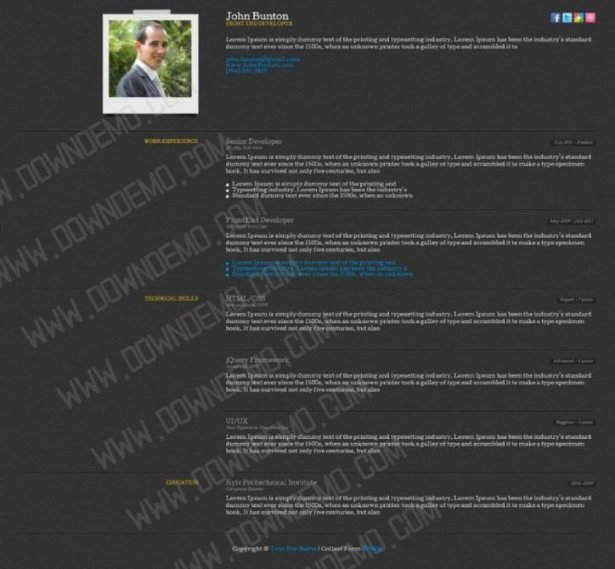 John Bunton
FRONT END DEVELOPER
Lorem Ipsum is simply dummy text of the printing and typesetting industry. Lorem Ipsum has been the industry's standard
dummy text ever since the 1500s, when an unknown printer took a galley of type and scrambled it to
WORK EXPERIENCE
Senior Developer
July 2011 - Present
Lorem Ipsum is simply dummy text of the printing and typesetting industry. Lorem Ipsum has been the industry's standard
dummy text ever since the 1500s, when an unknown printer took a galley of type and scrambled it to make a type specimen
book. It has survived not only five centuries, but also
Lorem Ipsum is simply dummy text of the printing and
Typesetting industry. Lorem Ipsum has been the industry's
Standard dummy text ever since the 1500s, when an unknown
FrontEnd Developer
May 2009 - July 2011
Lorem Ipsum is simply dummy text of the printing and typesetting industry. Lorem Ipsum has been the industry's standard
dummy text ever since the 1500s, when an unknown printer took a galley of type and scrambled it to make a type specimen
book. It has survived not only five centuries, but also
Lorem Ipsum is simply dummy text of the printing and
Typesetting industry. Lorem Ipsum has been the industry's
Standard dummy text ever since the 1500s, when an unknown
TECHNICAL SKILLS
HTML/CSS
Expert - 7 years
Lorem Ipsum is simply dummy text of the printing and typesetting industry. Lorem Ipsum has been the industry's standard
dummy text ever since the 1500s, when an unknown printer took a galley of type and scrambled it to make a type specimen
book. It has survived not only five centuries, but also
jQuery Framework
Advanced - 4 years
Lorem Ipsum is simply dummy text of the printing and typesetting industry. Lorem Ipsum has been the industry's standard
dummy text ever since the 1500s, when an unknown printer took a galley of type and scrambled it to make a type specimen
book. It has survived not only five centuries, but also
UI/UX
Lorem Ipsum is simply dummy text of the printing and typesetting industry. Lorem Ipsum has been the industry's standard
dummy text ever since the 1500s, when an unknown printer took a galley of type and scrambled it to make a type specimen
book. It has survived not only five centuries, but also
EDUCATION
Kyiv Politechnical Institute
Lorem Ipsum is simply dummy text of the printing and typesetting industry. Lorem Ipsum has been the industry's standard
dummy text ever since the 1500s, when an unknown printer took a galley of type and scrambled it to make a type specimen
book. It has survived not only five centuries, but also
Copyright © Your Site Name | Collect Form
WWW.DOWNDEMO.COM